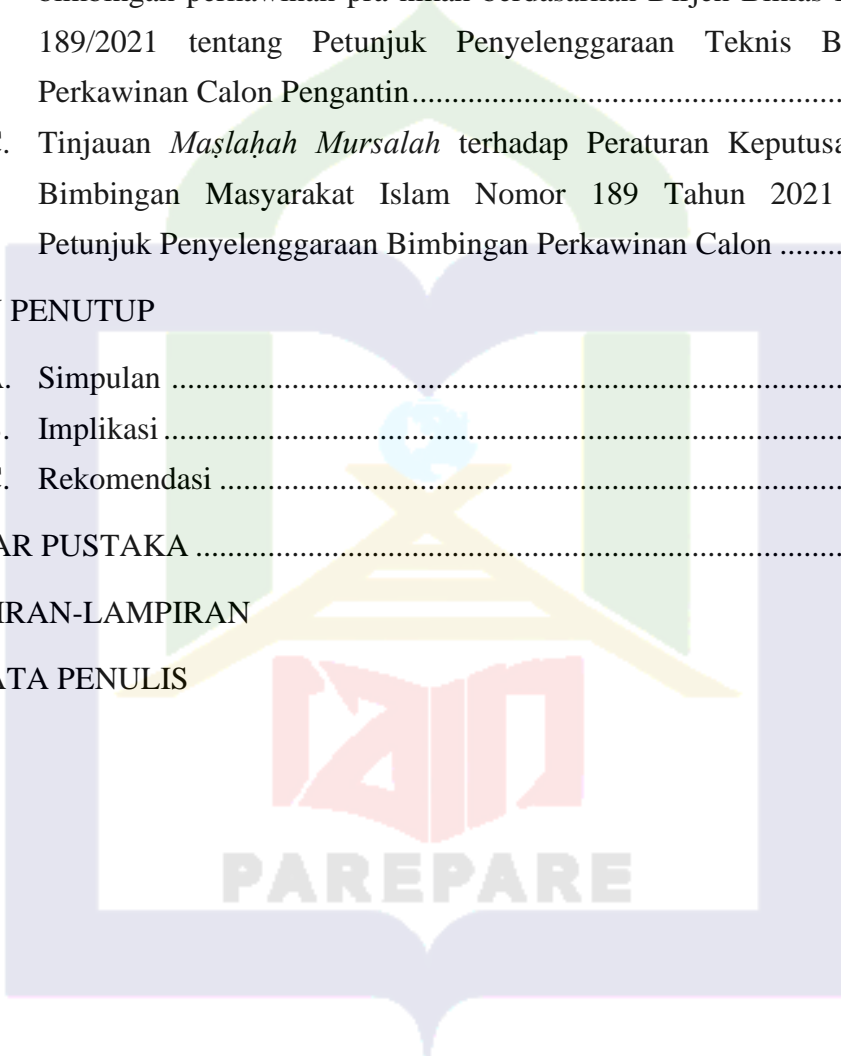 189/2021 tentang Petunjuk Penyelenggaraan Teknis B
Perkawinan Calon Pengantin
C. Tinjauan Maṣlaḥah Mursalah terhadap Peraturan Keputusa
Bimbingan Masyarakat Islam Nomor 189 Tahun 2021
Petunjuk Penyelenggaraan Bimbingan Perkawinan Calon
PENUTUP
Simpulan
Implikasi
C. Rekomendasi
AR PUSTAKA
IRAN-LAMPIRAN
ATA PENULIS
iain
PAREPARE